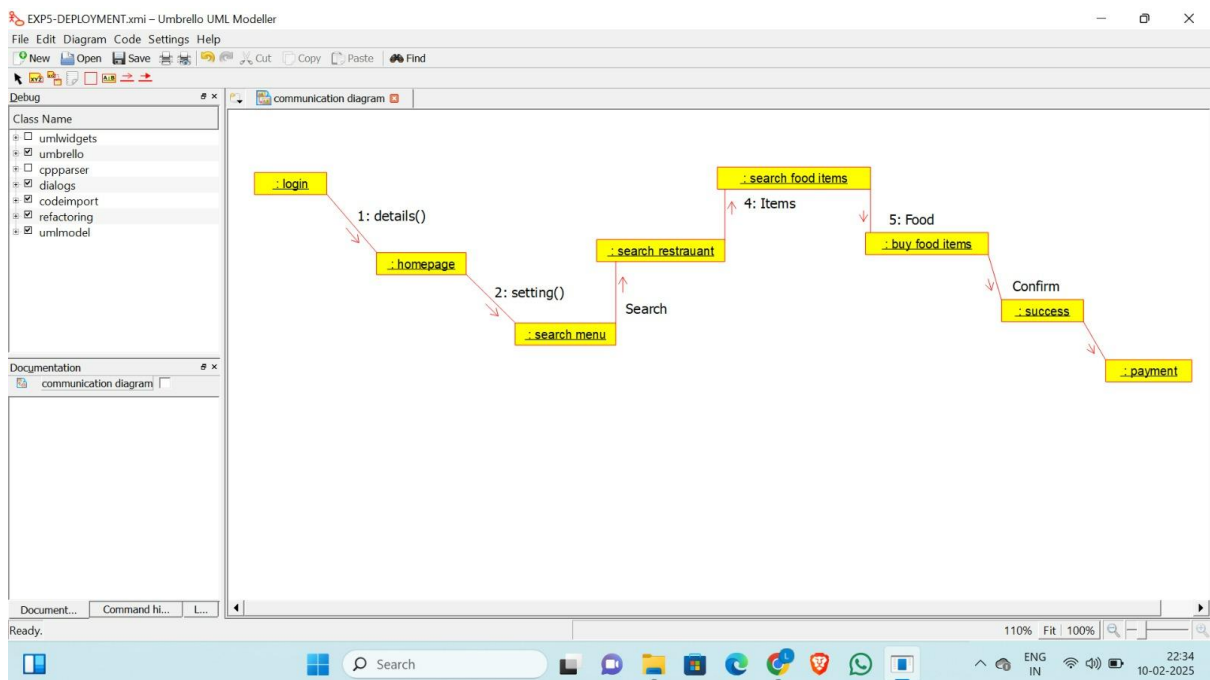 EXP5-DEPLOYMENT.xmi – Umbrello UML Modeller
File Edit Diagram Code Settings Help
New Open Save Cut Copy Paste Find
XYZ A:B
Debug
communication diagram
Class Name
umlwidgets
umbrello
cppparser
dialogs
codeimport
refactoring
umlmodel
: login
1: details()
: homepage
2: setting()
: search menu
Search
: search restrauant
4: Items
: search food items
5: Food
: buy food items
Confirm
: success
: payment
Documentation
communication diagram
Document... Command hi... L...
Ready.
110% Fit 100%
Search
ENG
IN
22:34
10-02-2025